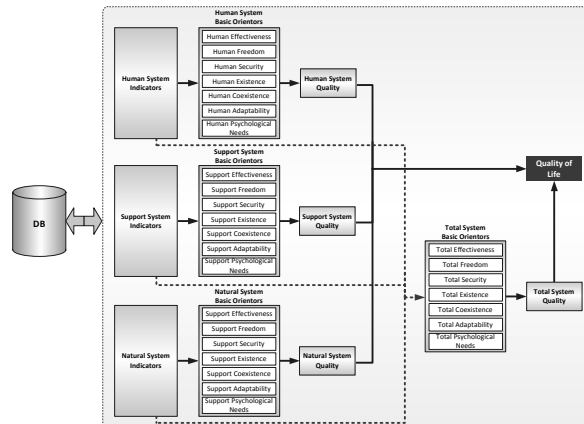 Human System
Basic Orientors
Human System
Indicators
Human Effectiveness
Human Freedom
Human Security
Human Existence
Human Coexistence
Human Adaptability
Human Psychological
Needs
Human System
Quality
DB
Support System
Basic Orientors
Support System
Indicators
Support Effectiveness
Support Freedom
Support Security
Support Existence
Support Coexistence
Support Adaptability
Support Psychological
Needs
Support System
Quality
Natural System
Basic Orientors
Natural System
Indicators
Support Effectiveness
Support Freedom
Support Security
Support Existence
Support Coexistence
Support Adaptability
Support Psychological
Needs
Natural System
Quality
Total System
Basic Orientors
Total Effectiveness
Total Freedom
Total Security
Total Existence
Total Coexistence
Total Adaptability
Total Psychological
Needs
Total System
Quality
Quality of
Life